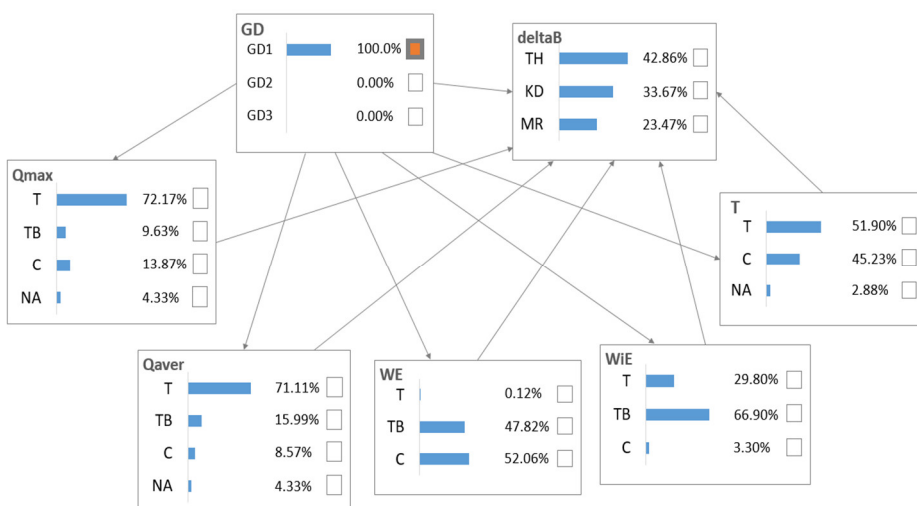 GD
GD1 100.0%
GD2 0.00%
GD3 0.00%
deltaB
TH 42.86%
KD 33.67%
MR 23.47%
Qmax
T 72.17%
TB 9.63%
C 13.87%
NA 4.33%
T
T 51.90%
C 45.23%
NA 2.88%
Qaver
T 71.11%
TB 15.99%
C 8.57%
NA 4.33%
WE
T 0.12%
TB 47.82%
C 52.06%
WiE
T 29.80%
TB 66.90%
C 3.30%